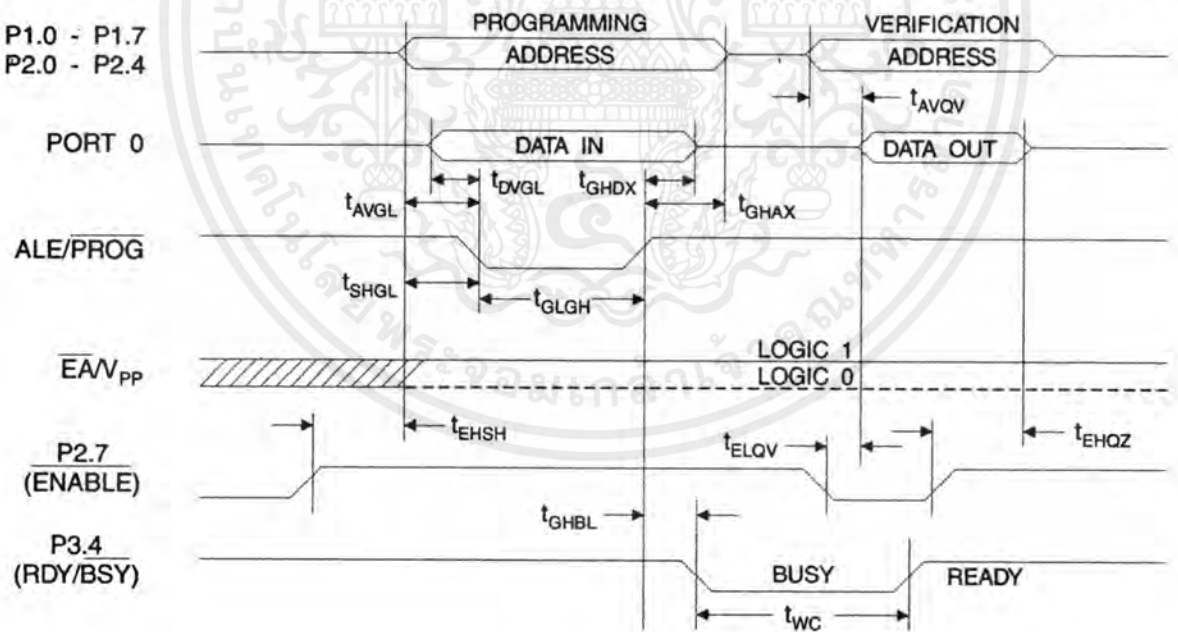 P1.0 - P1.7
P2.0 - P2.4
PROGRAMMING
ADDRESS
VERIFICATION
ADDRESS
tAVQV
PORT 0
DATA IN
DATA OUT
tDVGL
tGHDX
tAVGL
tGHAX
ALE/PROG
tSHGL
tGLGH
EA/VPP
LOGIC 1
LOGIC 0
tEHSH
tELQV
tEHQZ
P2.7
(ENABLE)
tGHBL
P3.4
(RDY/BSY)
BUSY
READY
tWC